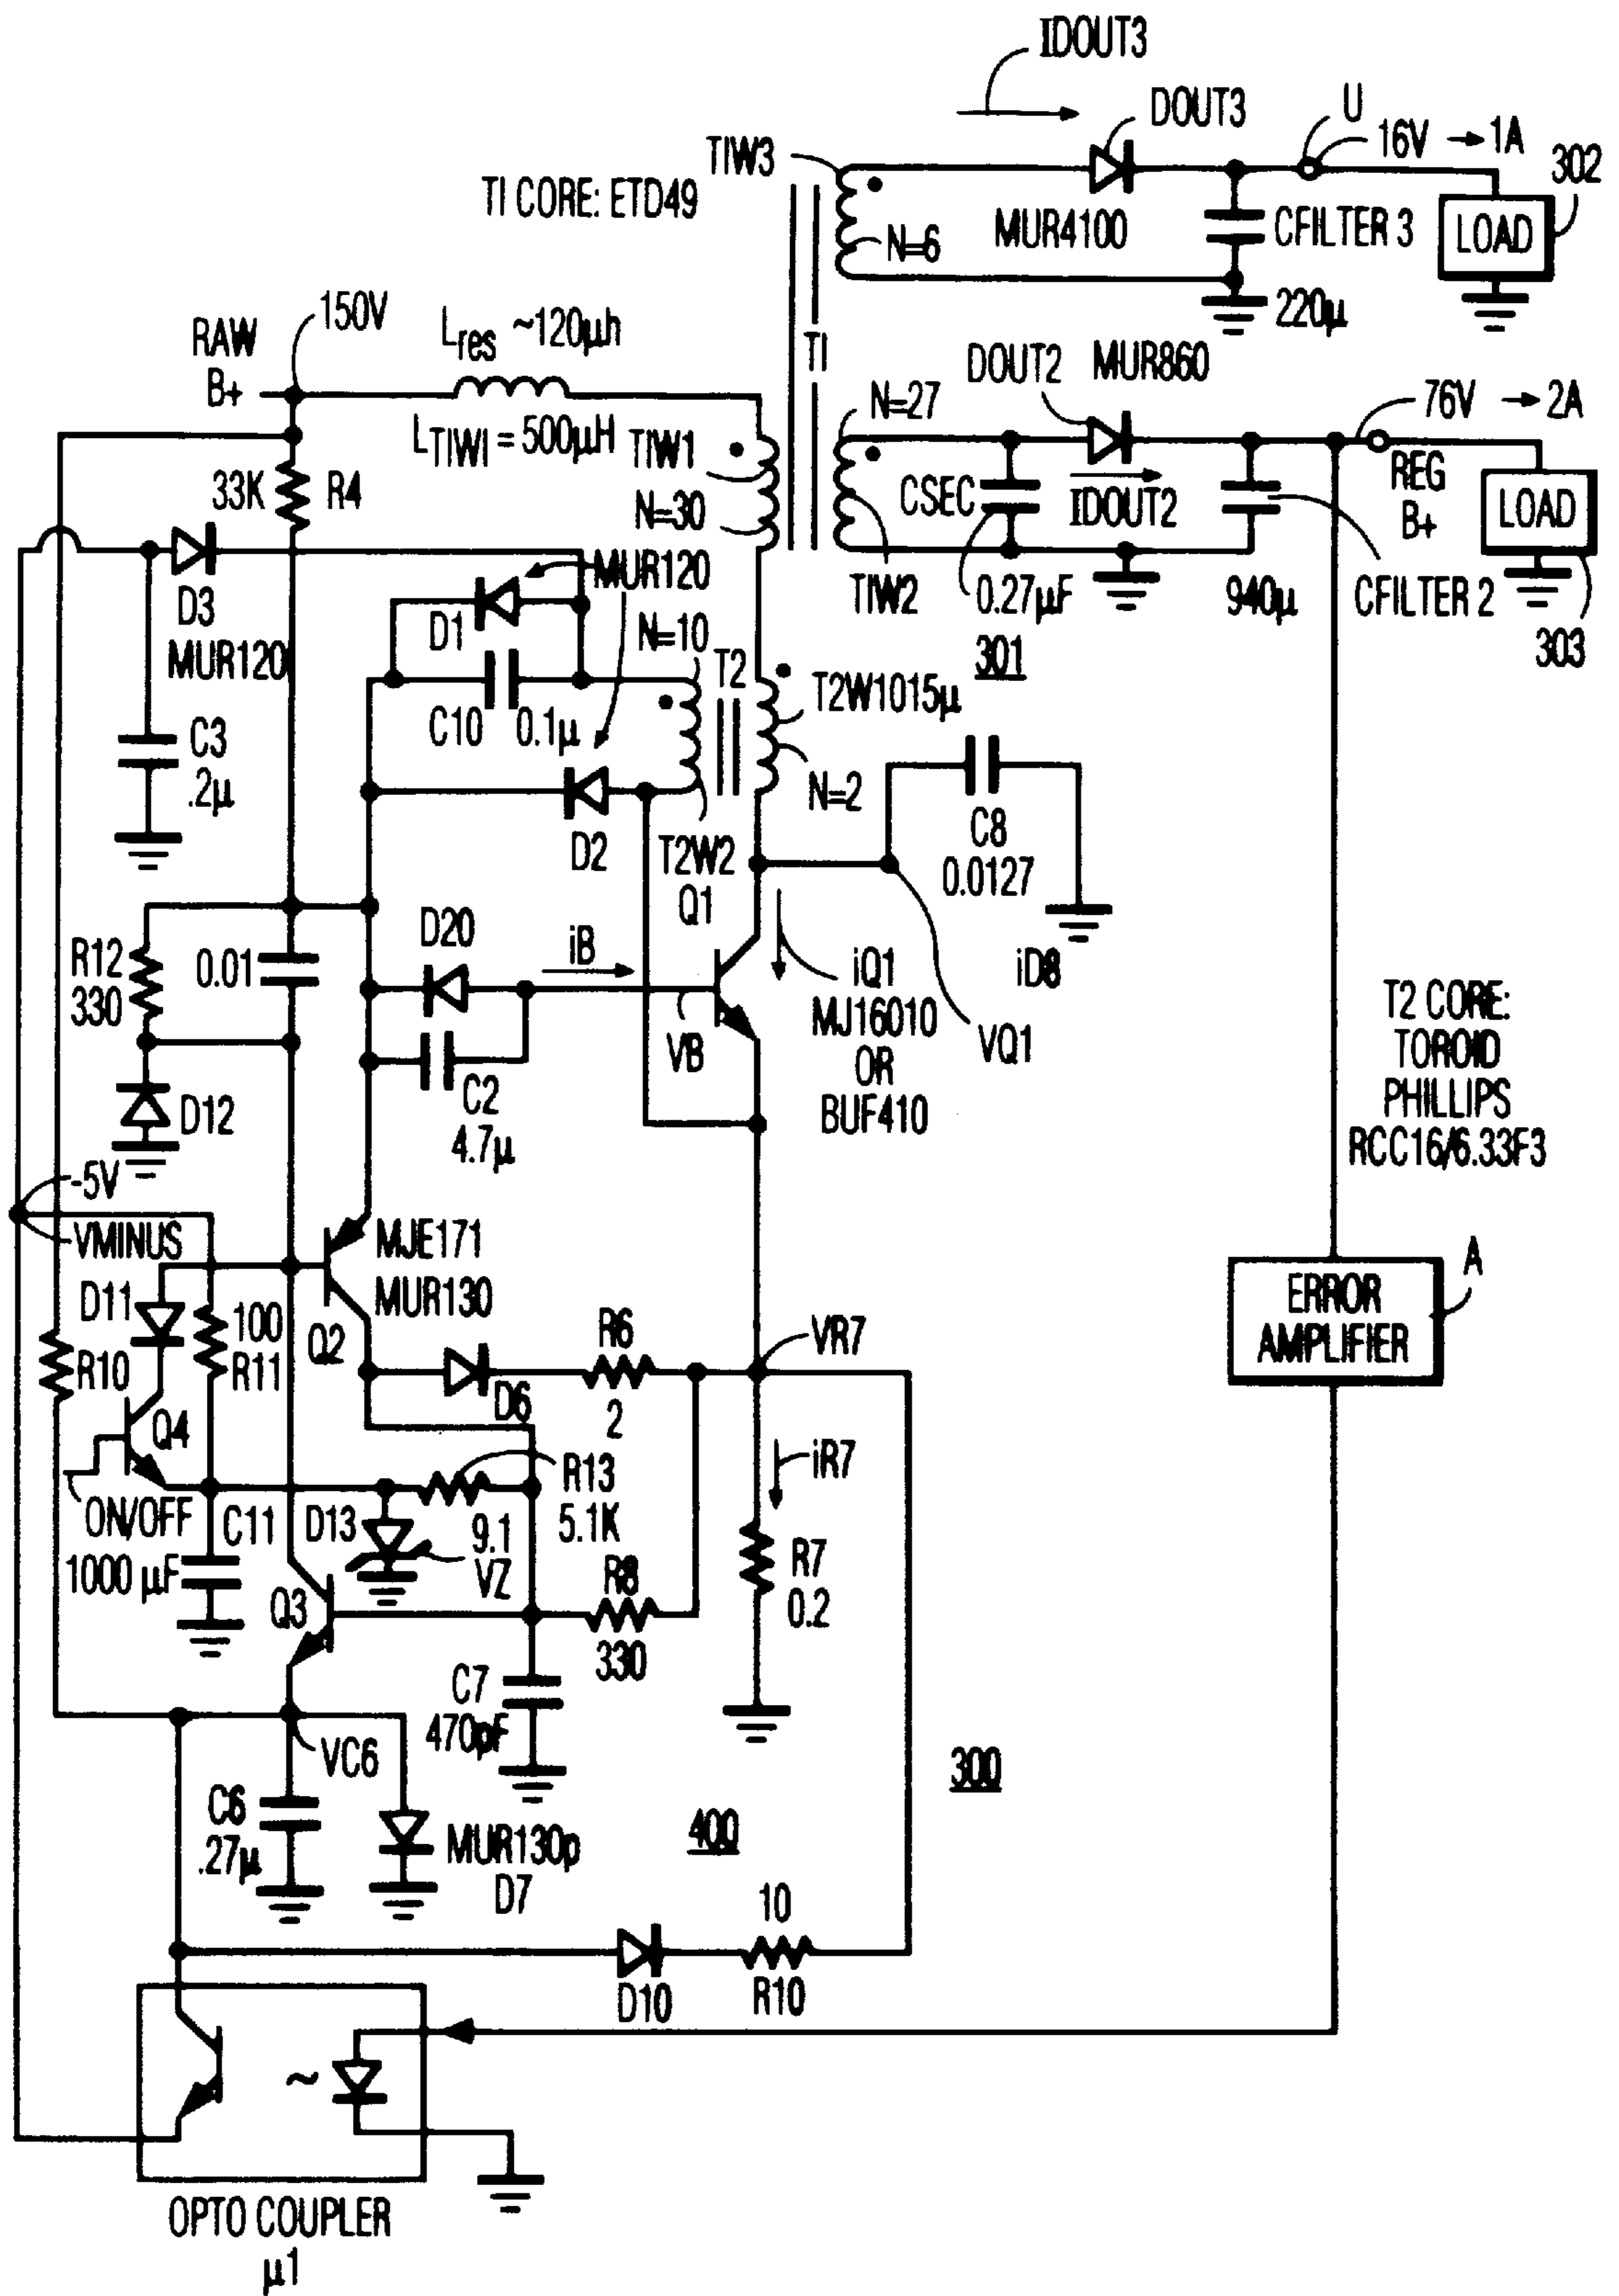 IDOUT3
DOUT3
U
16V → 1A
302
TIW3
TI CORE: ETD49
N=6
MUR4100
CFILTER 3
LOAD
220μ
150V
RAW
B+
Lres ~120μh
LTIWI = 500μH
TI
DOUT2
MUR860
N=27
76V → 2A
TIW1
N=30
33K
R4
CSEC
IDOUT2
REG
B+
LOAD
D3
MUR120
MUR120
D1
N=10
TIW2
0.27μF
301
940μ
CFILTER 2
303
C10
0.1μ
T2
T2W1015μ
N=2
C3
.2μ
D2
T2W2
Q1
C8
0.0127
R12
330
0.01
D20
iB
iQ1
MJ16010
OR
BUF410
iD8
VQ1
VB
T2 CORE:
TOROID
PHILLIPS
RCC16/6.33F3
D12
C2
4.7μ
-5V
VMINUS
MJE171
MUR130
Q2
D11
100
R11
R10
Q4
ON/OFF
D6
R6
2
VR7
ERROR
AMPLIFIER
A
iR7
R13
5.1K
C11
1000 μF
D13
9.1
VZ
R7
0.2
Q3
R8
330
C7
470pF
VC6
300
C6
.27μ
MUR130p
D7
400
10
R10
D10
~
OPTO COUPLER
μ1